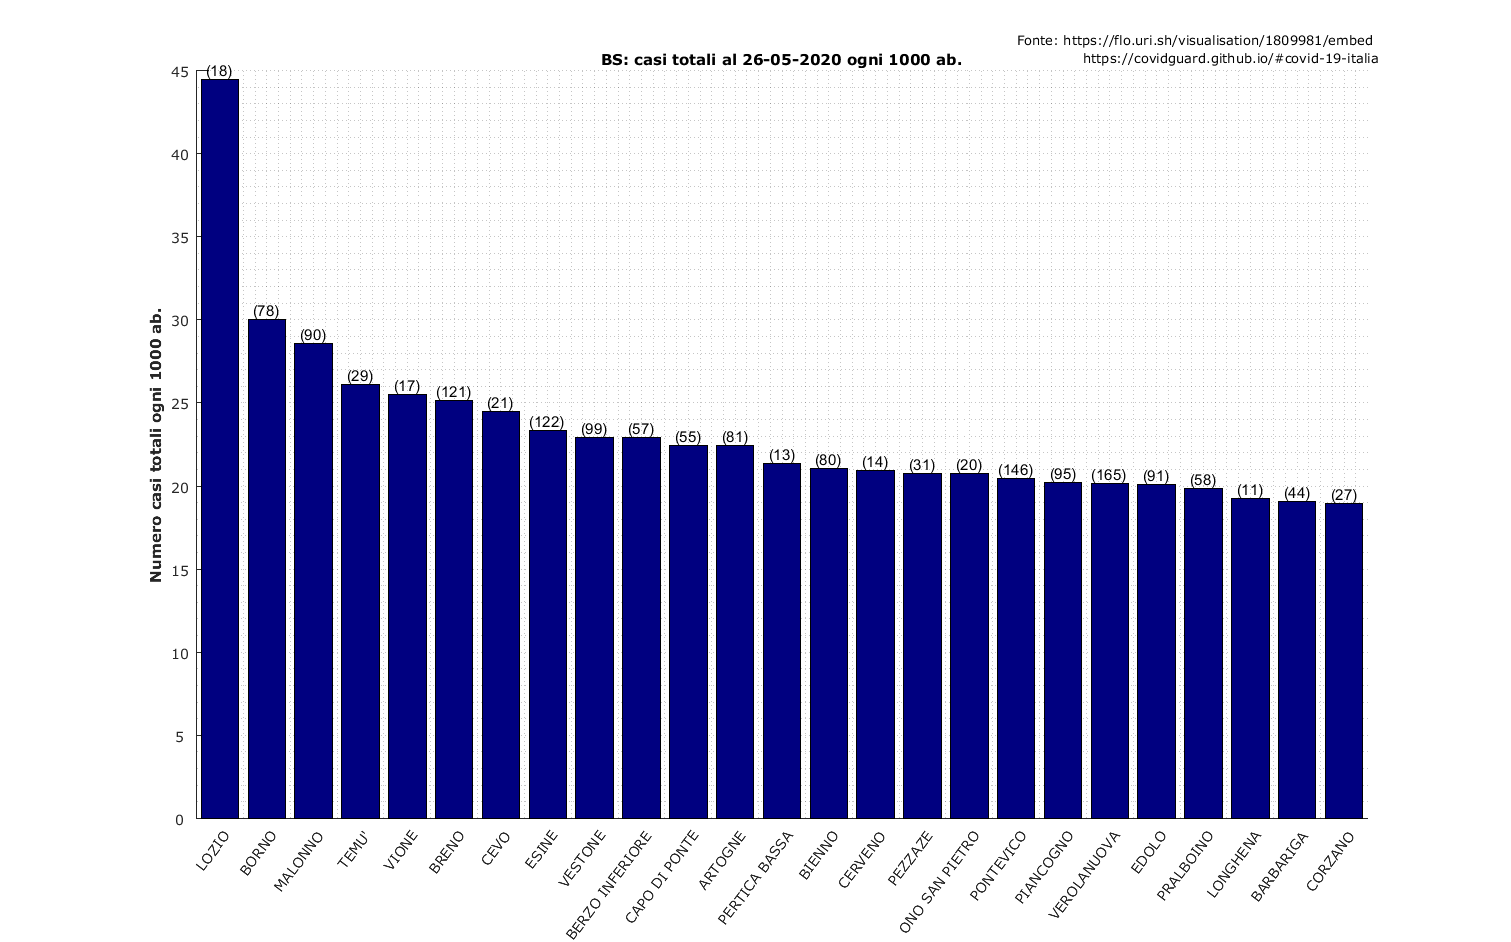 Fonte: https://flo.uri.sh/visualisation/1809981/embed
https://covidguard.github.io/#covid-19-italia
BS: casi totali al 26-05-2020 ogni 1000 ab.
Numero casi totali ogni 1000 ab.
45
40
35
30
25
20
15
10
5
0
(18)
(78)
(90)
(29)
(17)
(121)
(21)
(122)
(99)
(57)
(55)
(81)
(13)
(80)
(14)
(31)
(20)
(146)
(95)
(165)
(91)
(58)
(11)
(44)
(27)
LOZIO
BORNO
MALONNO
TEMU'
VIONE
BRENO
CEVO
ESINE
VESTONE
BERZO INFERIORE
CAPO DI PONTE
ARTOGNE
PERTICA BASSA
BIENNO
CERVENO
PEZZAZE
ONO SAN PIETRO
PONTEVICO
PIANCOGNO
VEROLANUOVA
EDOLO
PRALBOINO
LONGHENA
BARBARIGA
CORZANO